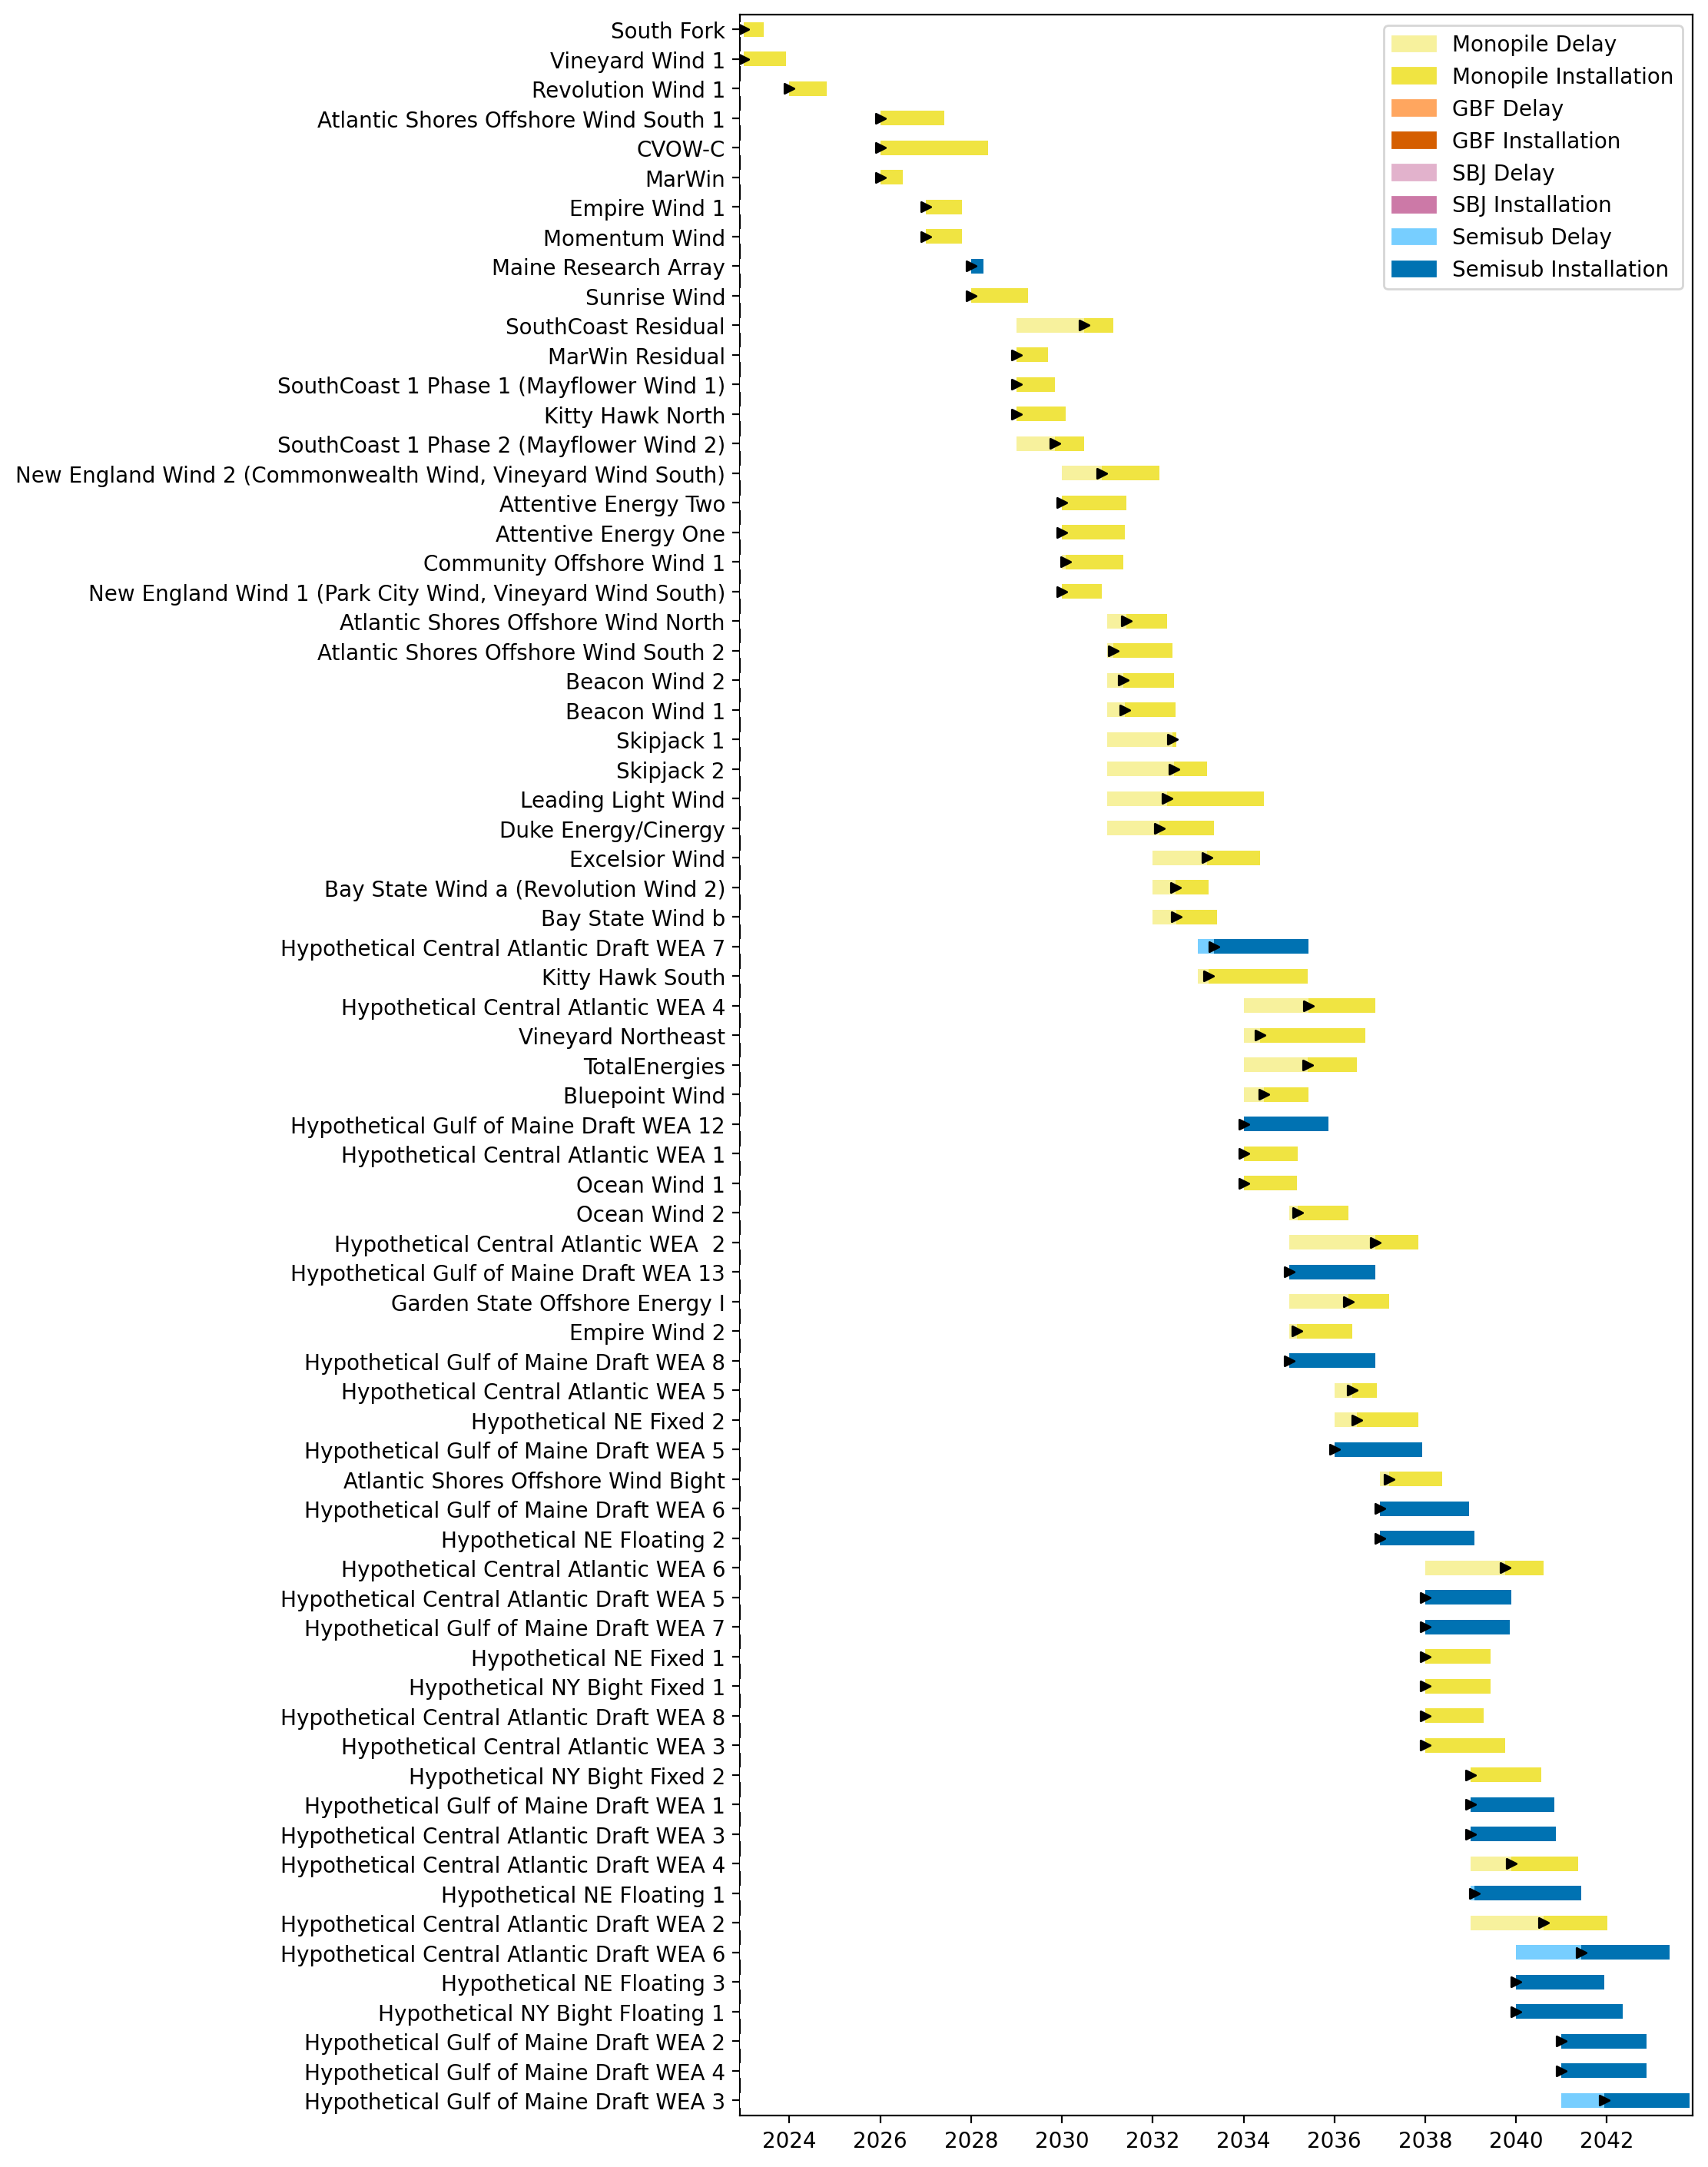 South Fork
Vineyard Wind 1
Revolution Wind 1
Atlantic Shores Offshore Wind South 1
CVOW-C
MarWin
Empire Wind 1
Momentum Wind
Maine Research Array
Sunrise Wind
SouthCoast Residual
MarWin Residual
SouthCoast 1 Phase 1 (Mayflower Wind 1)
Kitty Hawk North
SouthCoast 1 Phase 2 (Mayflower Wind 2)
New England Wind 2 (Commonwealth Wind, Vineyard Wind South)
Attentive Energy Two
Attentive Energy One
Community Offshore Wind 1
New England Wind 1 (Park City Wind, Vineyard Wind South)
Atlantic Shores Offshore Wind North
Atlantic Shores Offshore Wind South 2
Beacon Wind 2
Beacon Wind 1
Skipjack 1
Skipjack 2
Leading Light Wind
Duke Energy/Cinergy
Excelsior Wind
Bay State Wind a (Revolution Wind 2)
Bay State Wind b
Hypothetical Central Atlantic Draft WEA 7
Kitty Hawk South
Hypothetical Central Atlantic WEA 4
Vineyard Northeast
TotalEnergies
Bluepoint Wind
Hypothetical Gulf of Maine Draft WEA 12
Hypothetical Central Atlantic WEA 1
Ocean Wind 1
Ocean Wind 2
Hypothetical Central Atlantic WEA  2
Hypothetical Gulf of Maine Draft WEA 13
Garden State Offshore Energy I
Empire Wind 2
Hypothetical Gulf of Maine Draft WEA 8
Hypothetical Central Atlantic WEA 5
Hypothetical NE Fixed 2
Hypothetical Gulf of Maine Draft WEA 5
Atlantic Shores Offshore Wind Bight
Hypothetical Gulf of Maine Draft WEA 6
Hypothetical NE Floating 2
Hypothetical Central Atlantic WEA 6
Hypothetical Central Atlantic Draft WEA 5
Hypothetical Gulf of Maine Draft WEA 7
Hypothetical NE Fixed 1
Hypothetical NY Bight Fixed 1
Hypothetical Central Atlantic Draft WEA 8
Hypothetical Central Atlantic WEA 3
Hypothetical NY Bight Fixed 2
Hypothetical Gulf of Maine Draft WEA 1
Hypothetical Central Atlantic Draft WEA 3
Hypothetical Central Atlantic Draft WEA 4
Hypothetical NE Floating 1
Hypothetical Central Atlantic Draft WEA 2
Hypothetical Central Atlantic Draft WEA 6
Hypothetical NE Floating 3
Hypothetical NY Bight Floating 1
Hypothetical Gulf of Maine Draft WEA 2
Hypothetical Gulf of Maine Draft WEA 4
Hypothetical Gulf of Maine Draft WEA 3
Monopile Delay
Monopile Installation
GBF Delay
GBF Installation
SBJ Delay
SBJ Installation
Semisub Delay
Semisub Installation
2024 2026 2028 2030 2032 2034 2036 2038 2040 2042